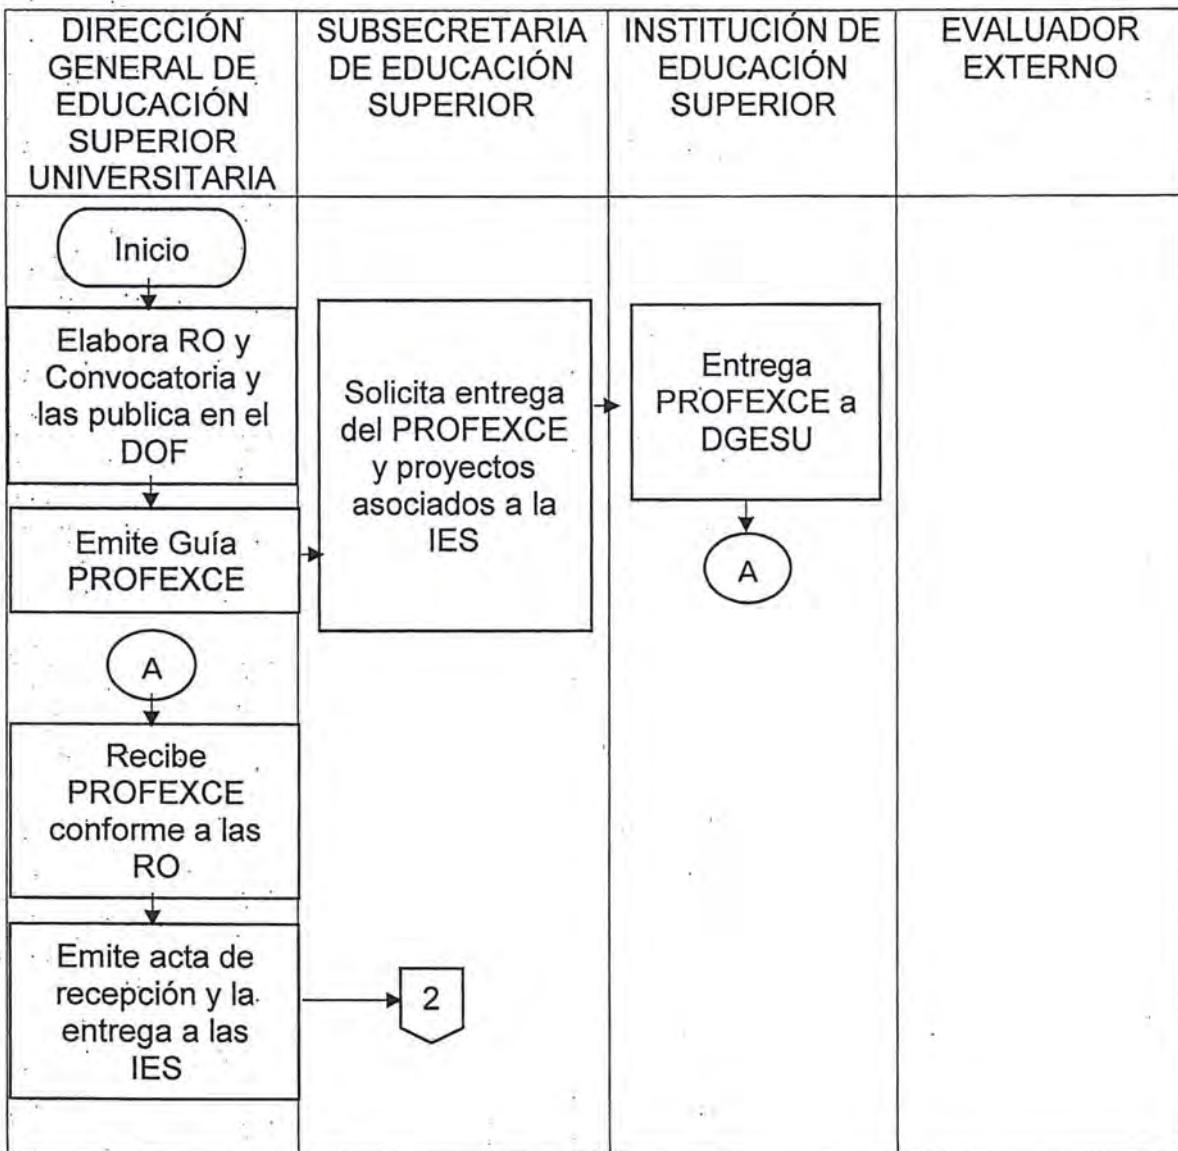 DIRECCIÓN
GENERAL DE
EDUCACIÓN
SUPERIOR
UNIVERSITARIA
SUBSECRETARIA
DE EDUCACIÓN
SUPERIOR
INSTITUCIÓN DE
EDUCACIÓN
SUPERIOR
EVALUADOR
EXTERNO
Inicio
Elabora RO y
Convocatoria y
las publica en el
DOF
Emite Guía
PROFEXCE
Solicita entrega
del PROFEXCE
y proyectos
asociados a la
IES
Entrega
PROFEXCE a
DGESU
A
A
Recibe
PROFEXCE
conforme a las
RO
Emite acta de
recepción y la
entrega a las
IES
2